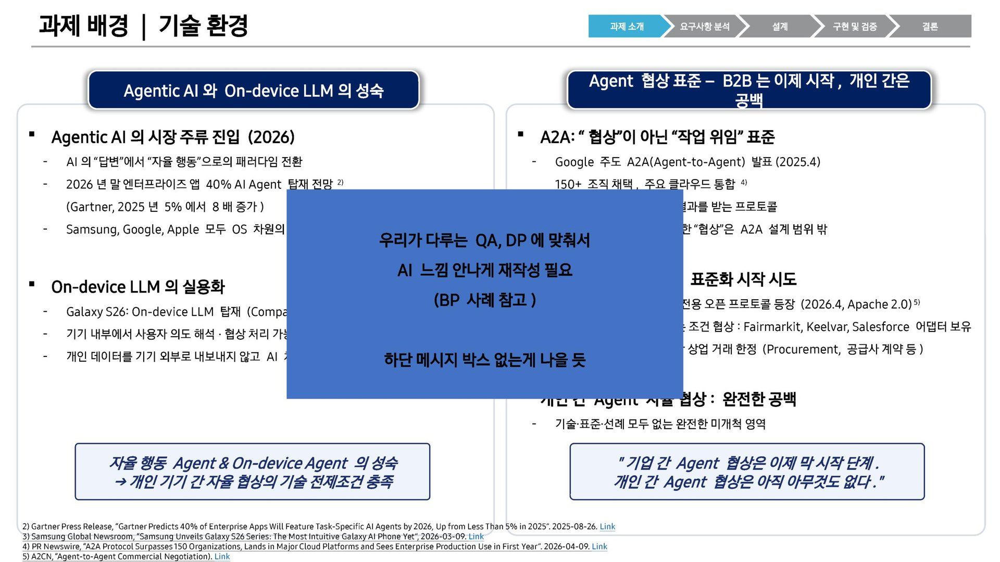 과제 배경 | 기술 환경
과제 소개
요구사항 분석
설계
구현 및 검증
결론
Agentic AI 와 On-device LLM 의 성숙
Agentic AI 의 시장 주류 진입 (2026)
- AI 의 “답변”에서 “자율 행동”으로의 패러다임 전환
- 2026 년 말 엔터프라이즈 앱 40% AI Agent 탑재 전망 2)
(Gartner, 2025 년 5% 에서 8 배 증가 )
- Samsung, Google, Apple 모두 OS 차원의
On-device LLM 의 실용화
- Galaxy S26: On-device LLM 탑재
- 기기 내부에서 사용자 의도 해석 · 협상 처리
- 개인 데이터를 기기 외부로 내보내지 않고 AI
자율 행동 Agent & On-device Agent 의 성숙
→ 개인 기기 간 자율 협상의 기술 전제조건 충족
우리가 다루는 QA, DP 에 맞춰서
AI 느낌 안나게 재작성 필요
(BP 사례 참고 )
하단 메시지 박스 없는게 나을 듯
Agent 협상 표준 – B2B 는 이제 시작 , 개인 간은
공백
A2A: “ 협상”이 아닌 “작업 위임” 표준
- Google 주도 A2A(Agent-to-Agent) 발표 (2025.4)
150+ 조직 채택 , 주요 클라우드 통합 4)
받는 프로토콜
“협상”은 A2A 설계 범위 밖
표준화 시작 시도
전용 오픈 프로토콜 등장 (2026.4, Apache 2.0) 5)
조건 협상 : Fairmarkit, Keelvar, Salesforce 어댑터 보유
상업 거래 한정 (Procurement, 공급사 계약 등 )
개인 간 Agent 자율 협상 : 완전한 공백
- 기술·표준·선례 모두 없는 완전한 미개척 영역
" 기업 간 Agent 협상은 이제 막 시작 단계 .
개인 간 Agent 협상은 아직 아무것도 없다 ."
2) Gartner Press Release, “Gartner Predicts 40% of Enterprise Apps Will Feature Task-Specific AI Agents by 2026, Up from Less Than 5% in 2025”. 2025-08-26. Link
3) Samsung Global Newsroom, “Samsung Unveils Galaxy S26 Series: The Most Intuitive Galaxy AI Phone Yet”, 2026-03-09. Link
4) PR Newswire, “A2A Protocol Surpasses 150 Organizations, Lands in Major Cloud Platforms and Sees Enterprise Production Use in First Year”. 2026-04-09. Link
5) A2CN, “Agent-to-Agent Commercial Negotiation). Link